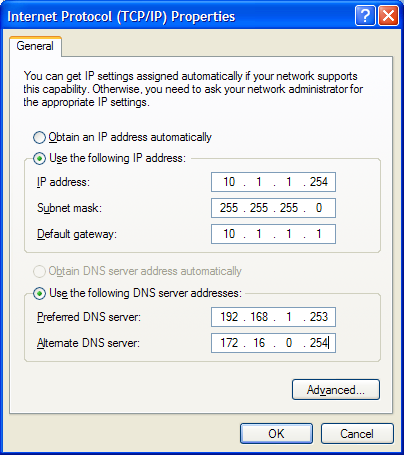 Internet Protocol (TCP/IP) Properties
General
You can get IP settings assigned automatically if your network supports
this capability. Otherwise, you need to ask your network administrator for
the appropriate IP settings.
Obtain an IP address automatically
Use the following IP address:
IP address: 10 . 1 . 1 . 254
Subnet mask: 255 . 255 . 255 . 0
Default gateway: 10 . 1 . 1 . 1
Obtain DNS server address automatically
Use the following DNS server addresses:
Preferred DNS server: 192 . 168 . 1 . 253
Alternate DNS server: 172 . 16 . 0 . 254
Advanced...
OK Cancel